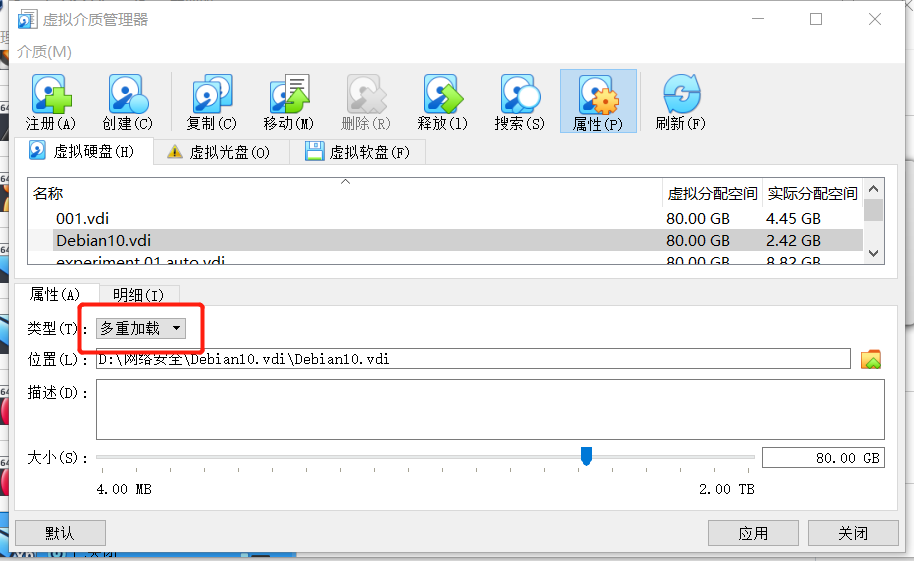 虚拟介质管理器
介质(M)
注册(A) 创建(C) 复制(C) 移动(M) 删除(R) 释放(l) 搜索(S) 属性(P) 刷新(F)
虚拟硬盘(H) 虚拟光盘(O) 虚拟软盘(F)
名称 虚拟分配空间 实际分配空间
001.vdi 80.00 GB 4.45 GB
Debian10.vdi 80.00 GB 2.42 GB
experiment 01 auto.vdi 80.00 GB 8.82 GB
属性(A) 明细(I)
类型(T): 多重加载
位置(L): D:\网络安全\Debian10.vdi\Debian10.vdi
描述(D):
大小(S): 80.00 GB
4.00 MB 2.00 TB
默认 应用 关闭